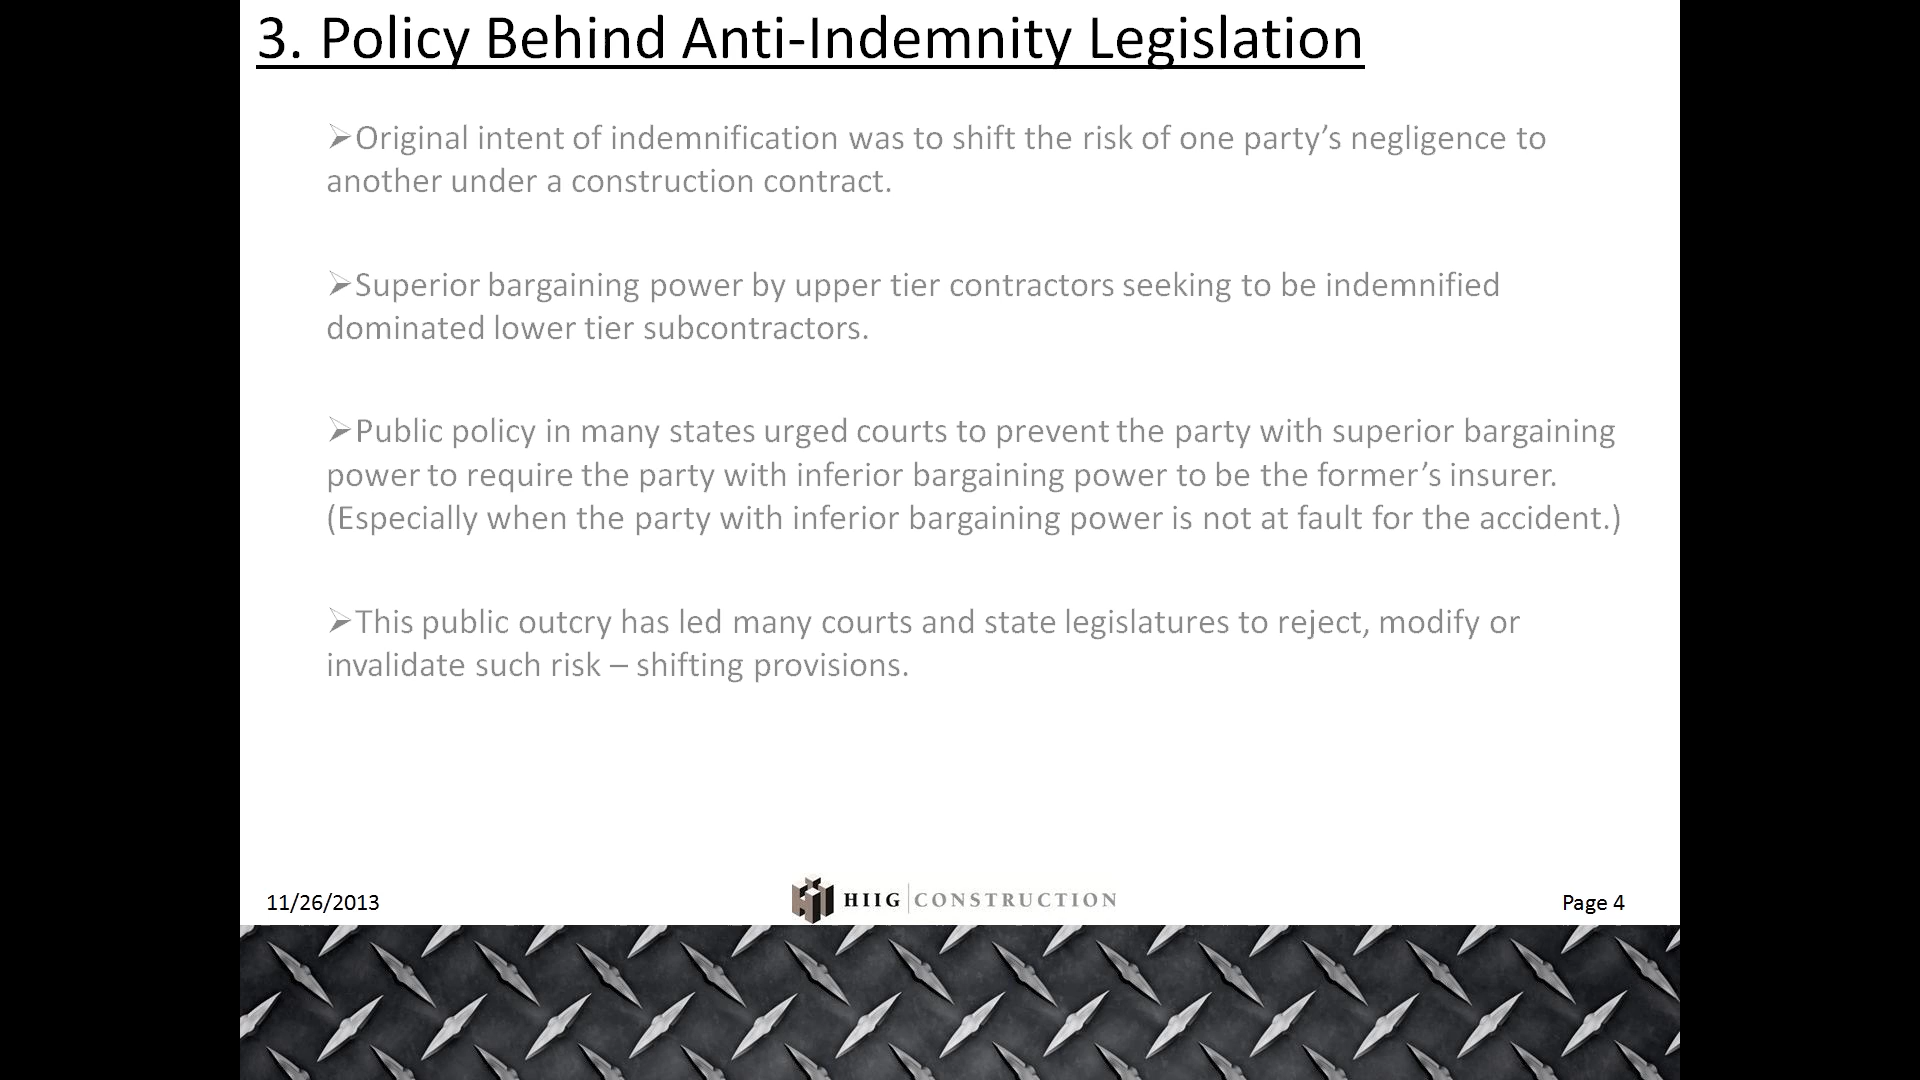 3. Policy Behind Anti-Indemnity Legislation
➢Original intent of indemnification was to shift the risk of one party’s negligence to
another under a construction contract.
➢Superior bargaining power by upper tier contractors seeking to be indemnified
dominated lower tier subcontractors.
➢Public policy in many states urged courts to prevent the party with superior bargaining
power to require the party with inferior bargaining power to be the former’s insurer.
(Especially when the party with inferior bargaining power is not at fault for the accident.)
➢This public outcry has led many courts and state legislatures to reject, modify or
invalidate such risk – shifting provisions.
11/26/2013
HIIG CONSTRUCTION
Page 4